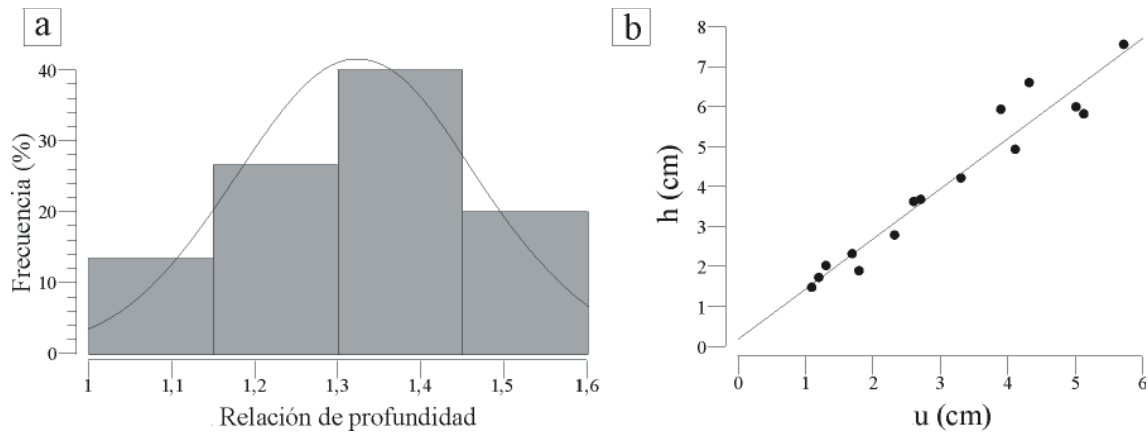 a
Frecuencia (%)
40
30
20
10
0
1 1,1 1,2 1,3 1,4 1,5 1,6
Relación de profundidad
b
h (cm)
8
7
6
5
4
3
2
1
0
0 1 2 3 4 5 6
u (cm)